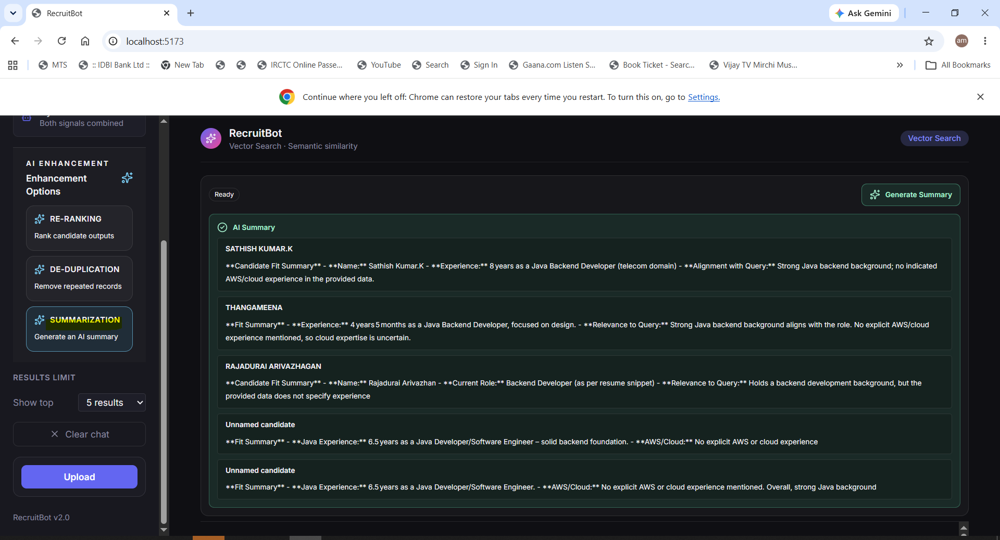 RecruitBot
Ask Gemini
localhost:5173
am
MTS
:: IDBI Bank Ltd ::
New Tab
IRCTC Online Passe...
YouTube
Search
Sign In
Gaana.com Listen S...
Book Ticket - Searc...
Vijay TV Mirchi Mus...
All Bookmarks
Continue where you left off: Chrome can restore your tabs every time you restart. To turn this on, go to Settings.
Both signals combined
AI ENHANCEMENT
Enhancement
Options
RE-RANKING
Rank candidate outputs
DE-DUPLICATION
Remove repeated records
SUMMARIZATION
Generate an AI summary
RESULTS LIMIT
Show top
5 results
Clear chat
Upload
RecruitBot v2.0
RecruitBot
Vector Search · Semantic similarity
Vector Search
Ready
Generate Summary
AI Summary
SATHISH KUMAR.K
**Candidate Fit Summary** - **Name:** Sathish Kumar.K - **Experience:** 8 years as a Java Backend Developer (telecom domain) - **Alignment with Query:** Strong Java backend background; no indicated
AWS/cloud experience in the provided data.
THANGAMEENA
**Fit Summary** - **Experience:** 4 years 5 months as a Java Backend Developer, focused on design. - **Relevance to Query:** Strong Java backend background aligns with the role. No explicit AWS/cloud
experience mentioned, so cloud expertise is uncertain.
RAJADURAI ARIVAZHAGAN
**Candidate Fit Summary** - **Name:** Rajadurai Arivazhan - **Current Role:** Backend Developer (as per resume snippet) - **Relevance to Query:** Holds a backend development background, but the
provided data does not specify experience
Unnamed candidate
**Fit Summary** - **Java Experience:** 6.5 years as a Java Developer/Software Engineer – solid backend foundation. - **AWS/Cloud:** No explicit AWS or cloud experience
Unnamed candidate
**Fit Summary** - **Java Experience:** 6.5 years as a Java Developer/Software Engineer. - **AWS/Cloud:** No explicit AWS or cloud experience mentioned. Overall, strong Java background